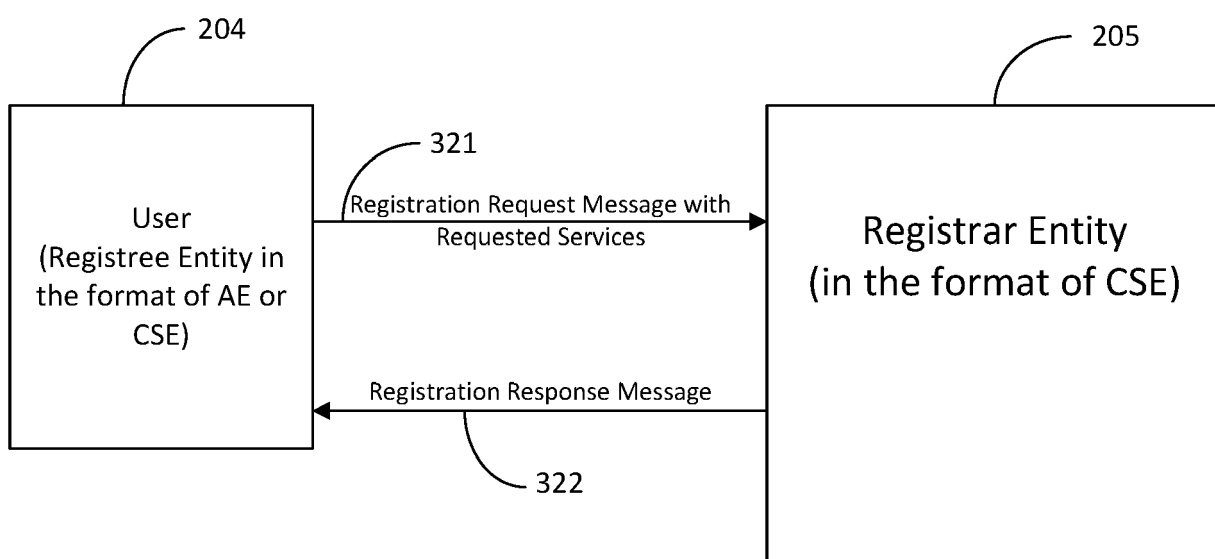 204
205
321
Registration Request Message with
Requested Services
User
(Registree Entity in
the format of AE or
CSE)
Registrar Entity
(in the format of CSE)
Registration Response Message
322